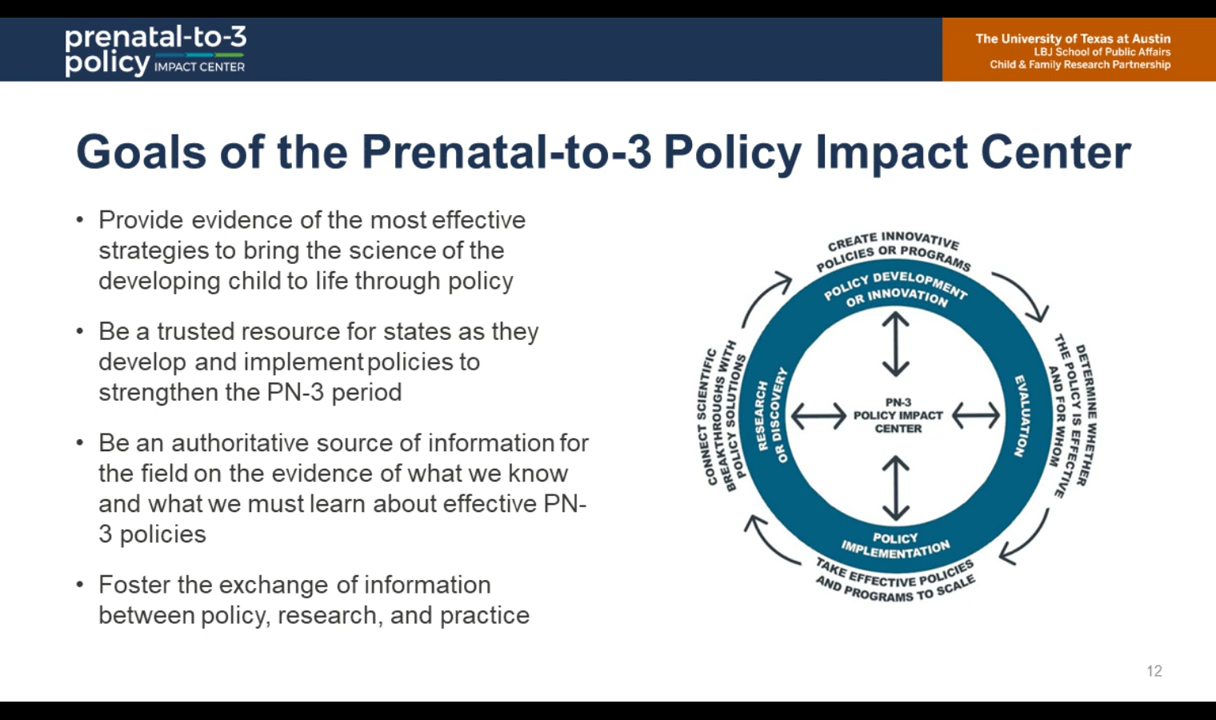 prenatal-to-3
policy IMPACT CENTER
The University of Texas at Austin
LBJ School of Public Affairs
Child & Family Research Partnership
Goals of the Prenatal-to-3 Policy Impact Center
• Provide evidence of the most effective
strategies to bring the science of the
developing child to life through policy
• Be a trusted resource for states as they
develop and implement policies to
strengthen the PN-3 period
• Be an authoritative source of information for
the field on the evidence of what we know
and what we must learn about effective PN-
3 policies
• Foster the exchange of information
between policy, research, and practice
CREATE INNOVATIVE
POLICIES OR PROGRAMS
POLICY DEVELOPMENT
OR INNOVATION
DETERMINE WHETHER
THE POLICY IS EFFECTIVE
AND FOR WHOM
EVALUATION
PN-3
POLICY IMPACT
CENTER
POLICY
IMPLEMENTATION
TAKE EFFECTIVE POLICIES
AND PROGRAMS TO SCALE
CONNECT SCIENTIFIC
BREAKTHROUGHS WITH
POLICY SOLUTIONS
RESEARCH
OR DISCOVERY
12